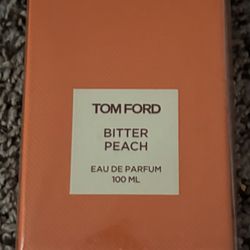 TOM FORD
BITTER
PEACH
EAU DE PARFUM
100 ML